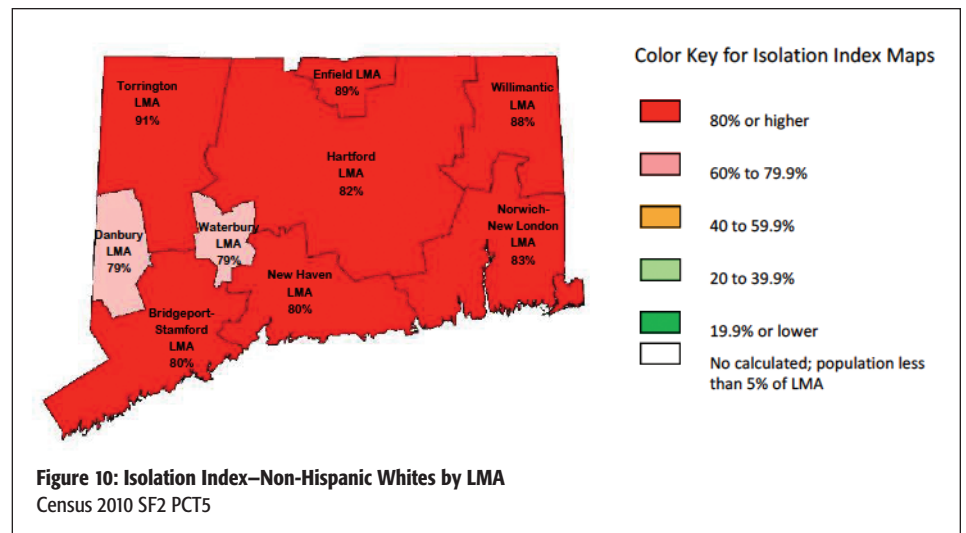 Color Key for Isolation Index Maps
80% or higher
60% to 79.9%
40 to 59.9%
20 to 39.9%
19.9% or lower
No calculated; population less
than 5% of LMA
Torrington
LMA
91%
Enfield LMA
89%
Willimantic
LMA
88%
Hartford
LMA
82%
Danbury
LMA
79%
Waterbury
LMA
79%
Norwich-
New London
LMA
83%
New Haven
LMA
80%
Bridgeport-
Stamford
LMA
80%
Figure 10: Isolation Index–Non-Hispanic Whites by LMA
Census 2010 SF2 PCT5